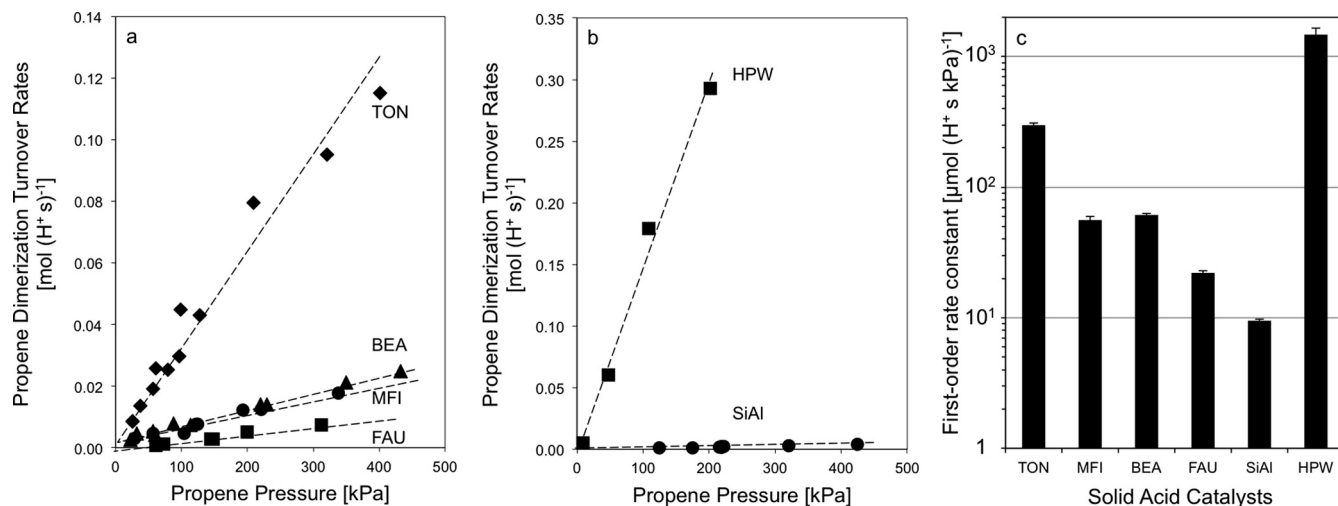 a
Propene Dimerization Turnover Rates
[mol (H⁺ s)⁻¹]
0.14
0.12
0.10
0.08
0.06
0.04
0.02
0.00
TON
BEA
MFI
FAU
0 100 200 300 400 500
Propene Pressure [kPa]
b
Propene Dimerization Turnover Rates
[mol (H⁺ s)⁻¹]
0.35
0.30
0.25
0.20
0.15
0.10
0.05
0.00
HPW
SiAl
0 100 200 300 400 500
Propene Pressure [kPa]
c
First-order rate constant [µmol (H⁺ s kPa)⁻¹]
10³
10²
10¹
1
TON MFI BEA FAU SiAl HPW
Solid Acid Catalysts